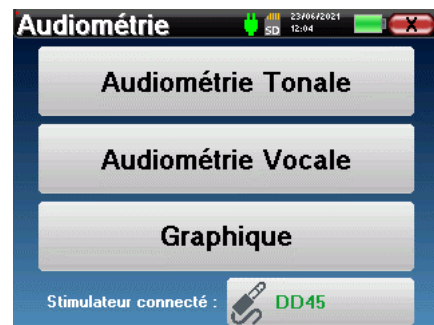 Audiométrie
SD
23/06/2021
12:04
X
Audiométrie Tonale
Audiométrie Vocale
Graphique
Stimulateur connecté :
DD45